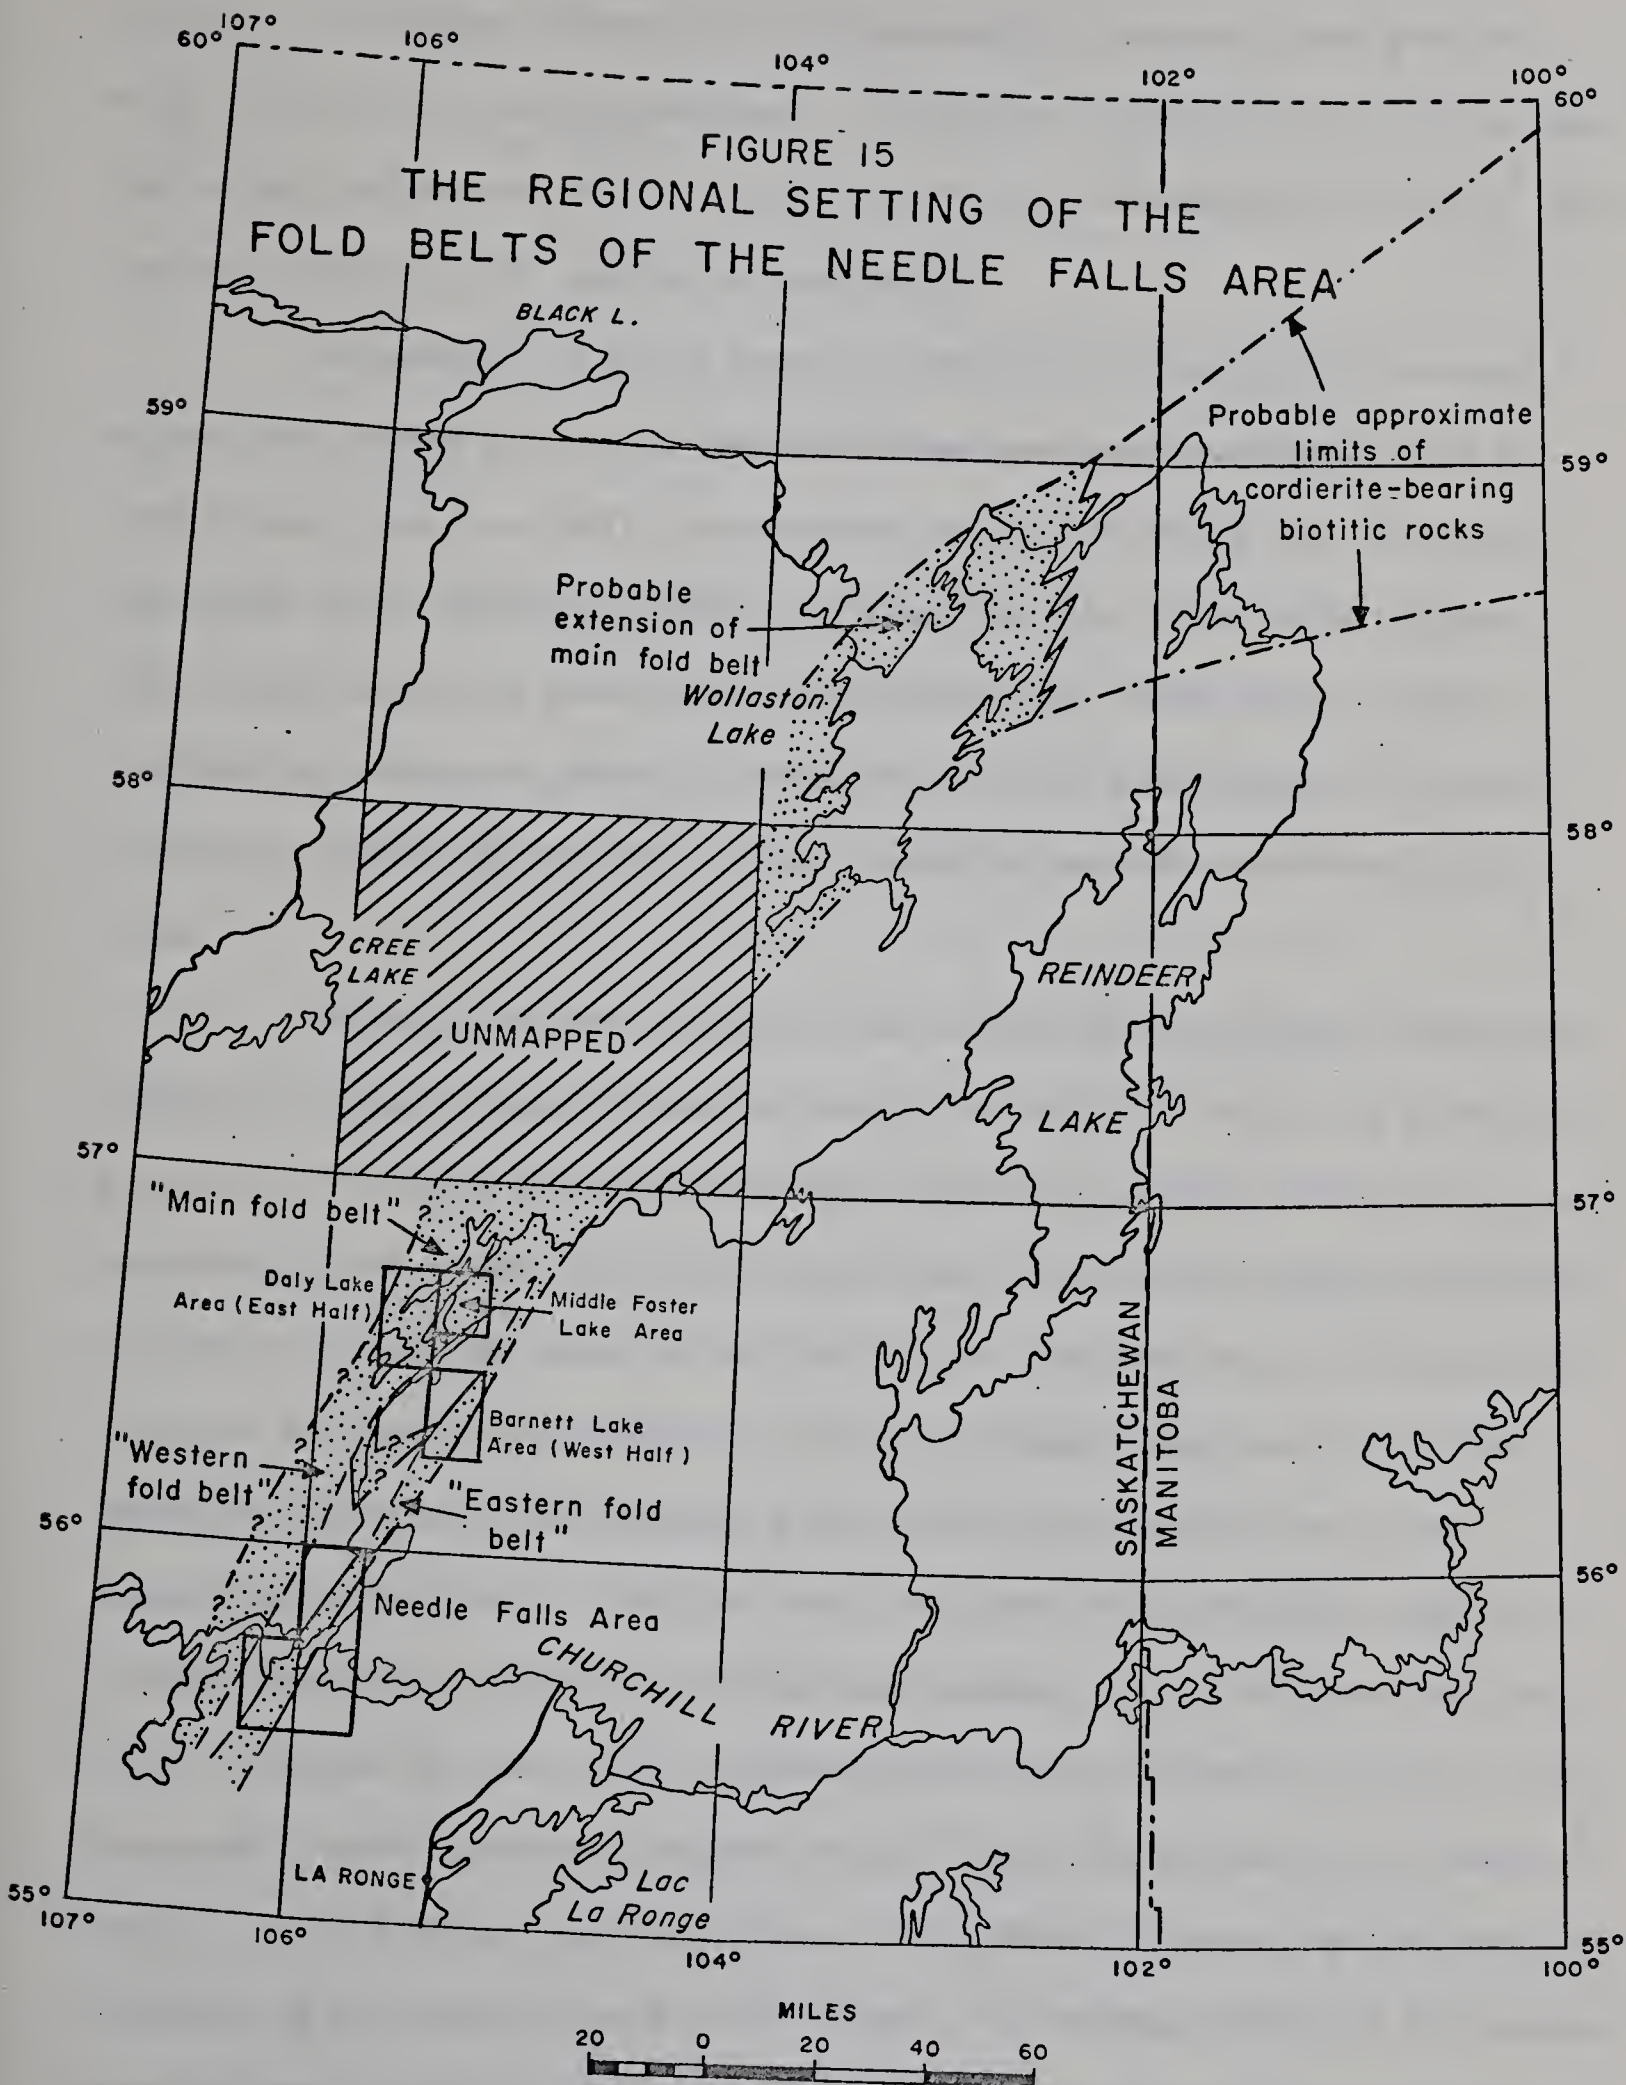 107°
60°
106°
104°
102°
100°
60°
FIGURE 15
THE REGIONAL SETTING OF THE
FOLD BELTS OF THE NEEDLE FALLS AREA
BLACK L.
59°
Probable approximate
limits of
cordierite-bearing
biotitic rocks
59°
Probable
extension of
main fold belt
Wollaston
Lake
58°
58°
CREE
LAKE
REINDEER
UNMAPPED
LAKE
57°
57°
"Main fold belt"
?
Daly Lake
Area (East Half)
?
Middle Foster
Lake Area
SASKATCHEWAN
MANITOBA
?
Barnett Lake
Area (West Half)
?
?
"Western
fold belt"
?
"Eastern fold
belt"
?
56°
56°
?
Needle Falls Area
CHURCHILL
RIVER
LA RONGE
Lac
La Ronge
55°
107°
106°
104°
102°
55°
100°
MILES
20 0 20 40 60